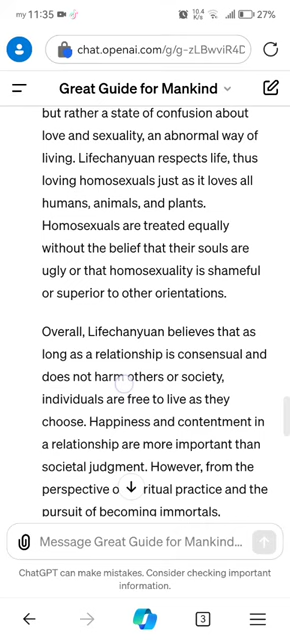 my 11:35
10.4 K/s
27%
chat.openai.com/g/g-zLBwviR4D
Great Guide for Mankind
but rather a state of confusion about
love and sexuality, an abnormal way of
living. Lifechanyuan respects life, thus
loving homosexuals just as it loves all
humans, animals, and plants.
Homosexuals are treated equally
without the belief that their souls are
ugly or that homosexuality is shameful
or superior to other orientations.
Overall, Lifechanyuan believes that as
long as a relationship is consensual and
does not harm others or society,
individuals are free to live as they
choose. Happiness and contentment in
a relationship are more important than
societal judgment. However, from the
perspective o ritual practice and the
pursuit of becoming immortals.
Message Great Guide for Mankind...
ChatGPT can make mistakes. Consider checking important
information.
3